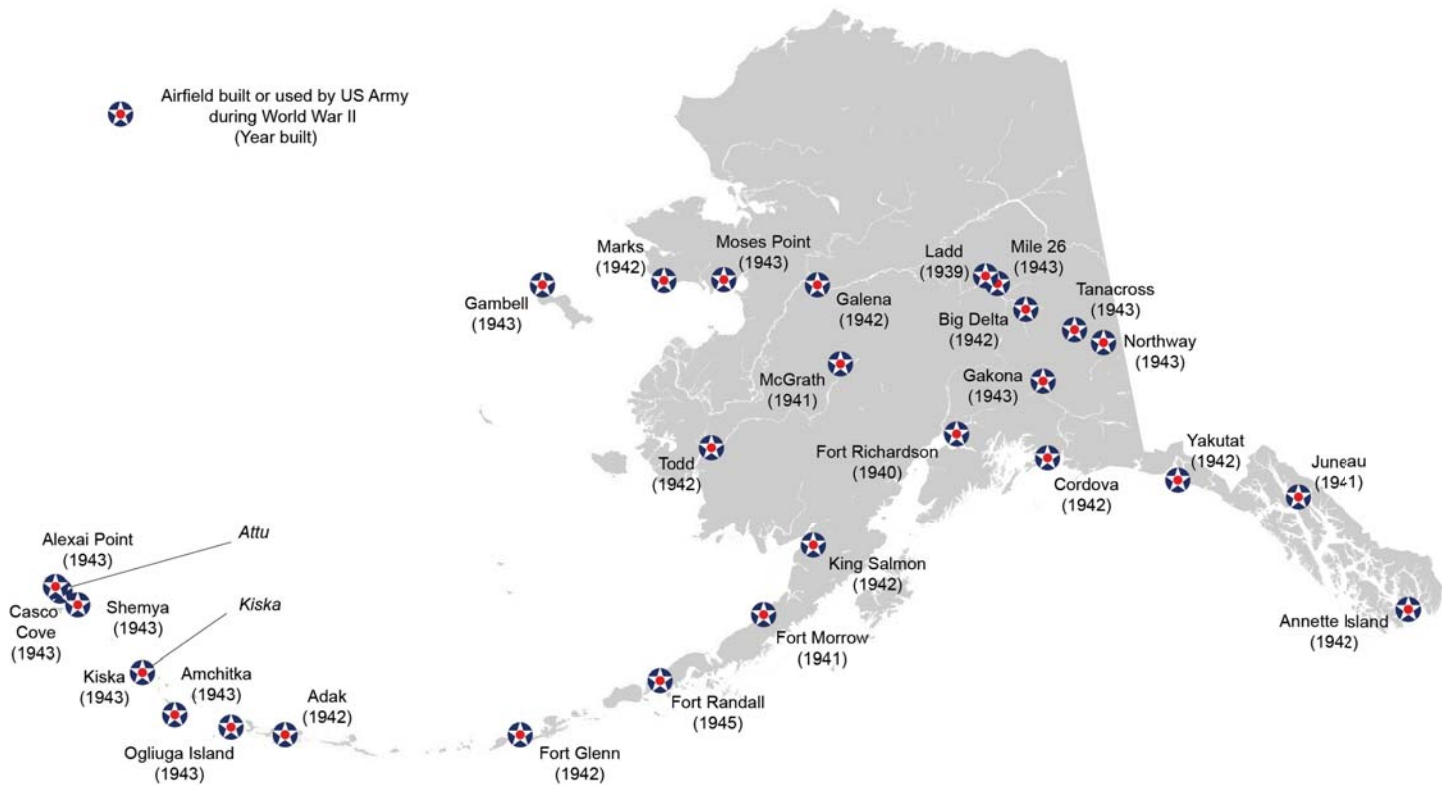 Airfield built or used by US Army
during World War II
(Year built)
Marks
(1942)
Moses Point
(1943)
Ladd
(1939)
Mile 26
(1943)
Gambell
(1943)
Galena
(1942)
Tanacross
(1943)
Big Delta
(1942)
Northway
(1943)
McGrath
(1941)
Gakona
(1943)
Todd
(1942)
Fort Richardson
(1940)
Cordova
(1942)
Yakutat
(1942)
Juneau
(1941)
Alexai Point
(1943)
Attu
King Salmon
(1942)
Casco
Cove
(1943)
Shemya
(1943)
Kiska
Annette Island
(1942)
Fort Morrow
(1941)
Kiska
(1943)
Amchitka
(1943)
Adak
(1942)
Fort Randall
(1945)
Ogliuga Island
(1943)
Fort Glenn
(1942)